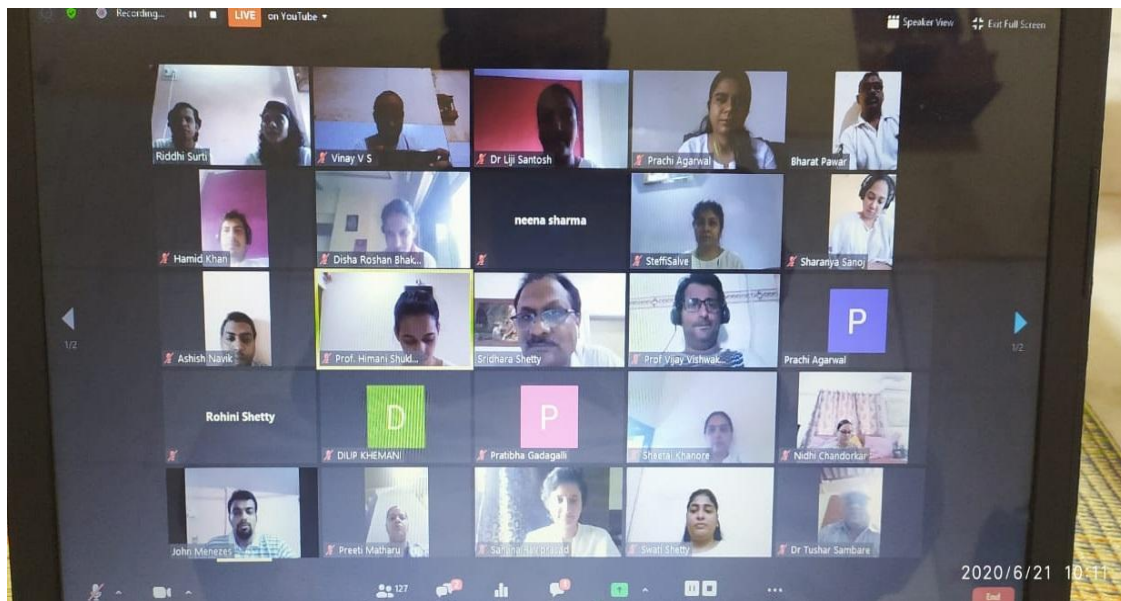 Recording...
LIVE on YouTube
Speaker View
Exit Full Screen
Riddhi Surti
Vinay V S
Dr Liji Santosh
Prachi Agarwal
Bharat Pawar
Hamid Khan
Disha Roshan Bhak...
neena sharma
SteffiSalve
Sharanya Sanoj
1/2
1/2
Ashish Navik
Prof. Himani Shukl...
Sridhara Shetty
Prof Vijay Vishwak...
P
Prachi Agarwal
Rohini Shetty
D
DILIP KHEMANI
P
Pratibha Gadagalli
Sheetal Khanore
Nidhi Chandorkar
John Menezes
Preeti Matharu
Swati Shetty
Dr Tushar Sambare
127
2
1
End
2020/6/21 10:11